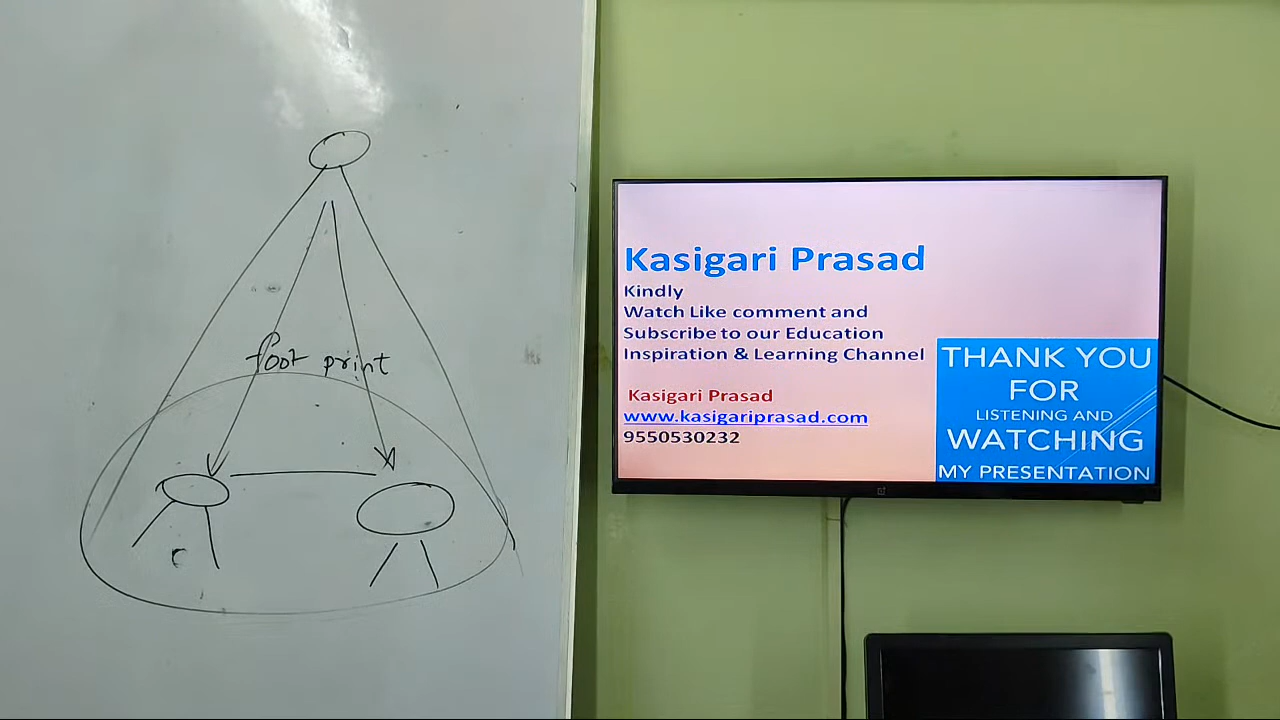 foot print
Kasigari Prasad
Kindly
Watch Like comment and
Subscribe to our Education
Inspiration & Learning Channel
Kasigari Prasad
www.kasigariprasad.com
9550530232
THANK YOU
FOR
LISTENING AND
WATCHING
MY PRESENTATION